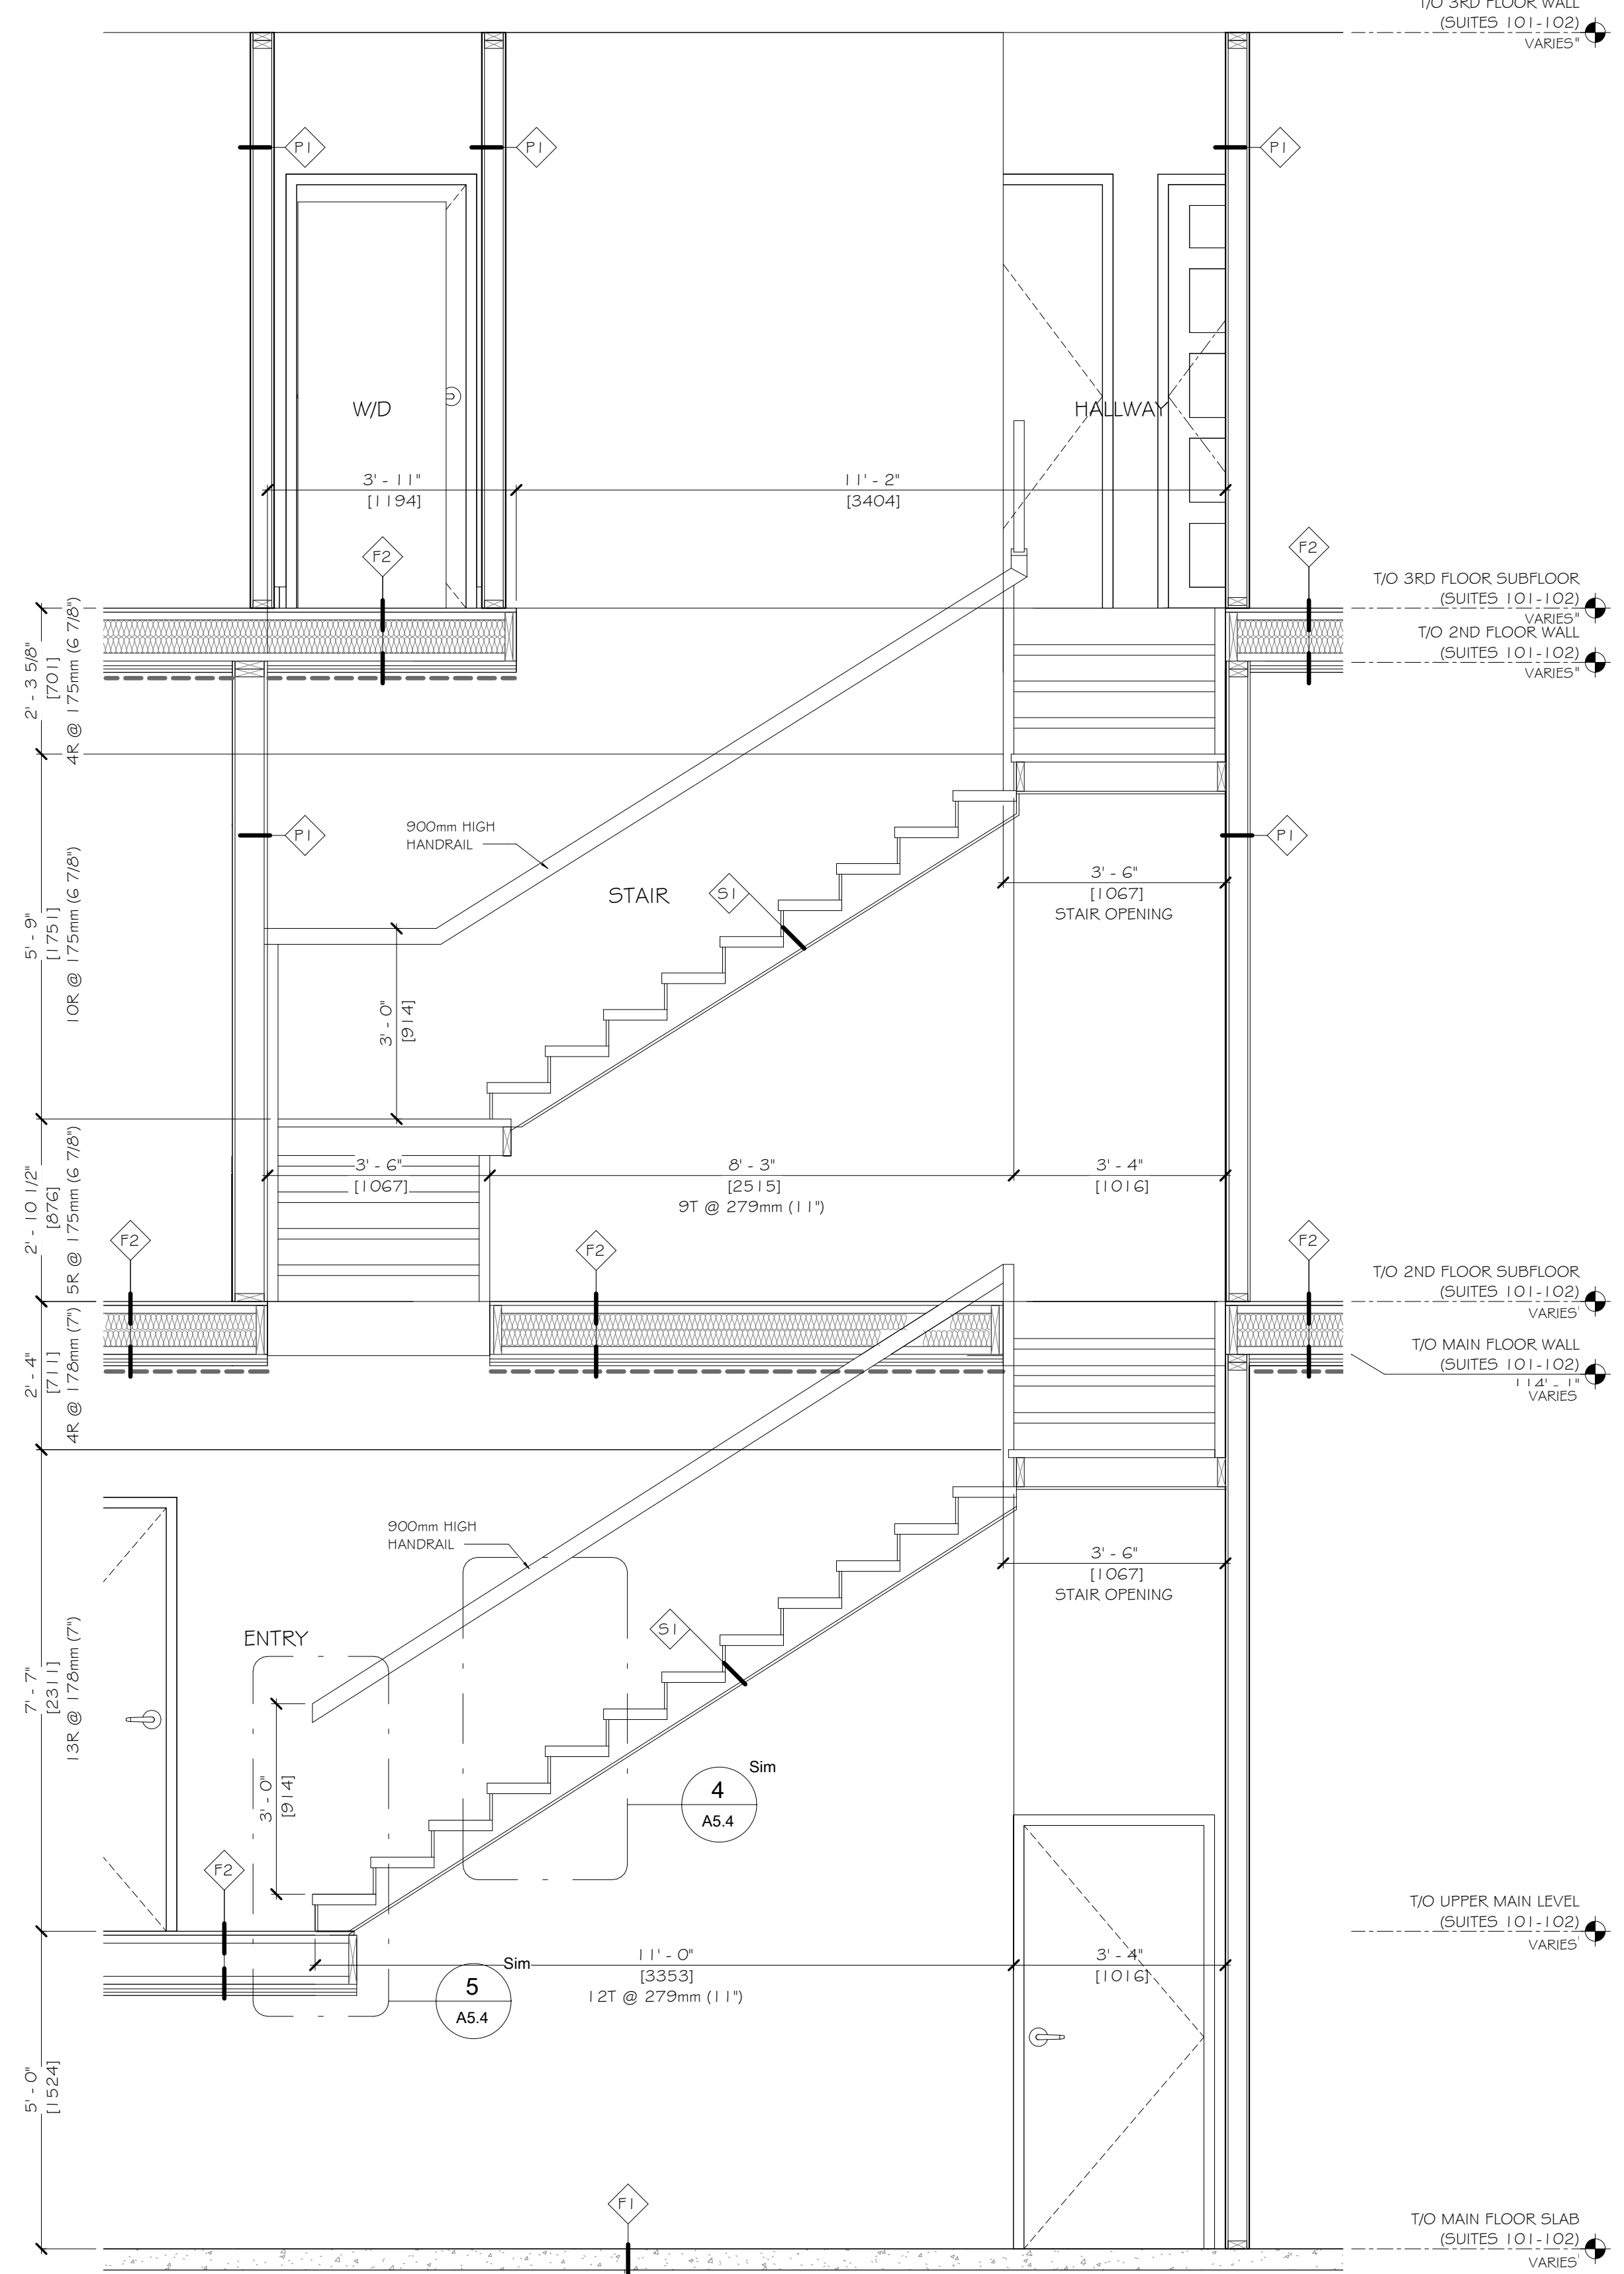 T/O 3RD FLOOR WALL
(SUITES 101-102)
VARIES"
P1
P1
P1
W/D
HALLWAY
3' - 11"
[1194]
11' - 2"
[3404]
F2
F2
T/O 3RD FLOOR SUBFLOOR
(SUITES 101-102)
VARIES"
T/O 2ND FLOOR WALL
(SUITES 101-102)
VARIES"
2' - 3 5/8"
[701]
4R @ 175mm (6 7/8")
900mm HIGH
HANDRAIL
P1
P1
STAIR
S1
3' - 6"
[1067]
STAIR OPENING
5' - 9"
[1751]
10R @ 175mm (6 7/8")
3' - 0"
[914]
3' - 6"
[1067]
8' - 3"
[2515]
9T @ 279mm (11")
3' - 4"
[1016]
2' - 10 1/2"
[876]
5R @ 175mm (6 7/8")
F2
F2
F2
T/O 2ND FLOOR SUBFLOOR
(SUITES 101-102)
VARIES'
T/O MAIN FLOOR WALL
(SUITES 101-102)
114' - 1"
VARIES
2' - 4"
[711]
4R @ 178mm (7")
900mm HIGH
HANDRAIL
3' - 6"
[1067]
STAIR OPENING
ENTRY
S1
7' - 7"
[2311]
13R @ 178mm (7")
3' - 0"
[914]
Sim
4
A5.4
F2
T/O UPPER MAIN LEVEL
(SUITES 101-102)
VARIES'
Sim
5
A5.4
11' - 0"
[3353]
12T @ 279mm (11")
3' - 4"
[1016]
5' - 0"
[1524]
F1
T/O MAIN FLOOR SLAB
(SUITES 101-102)
VARIES'